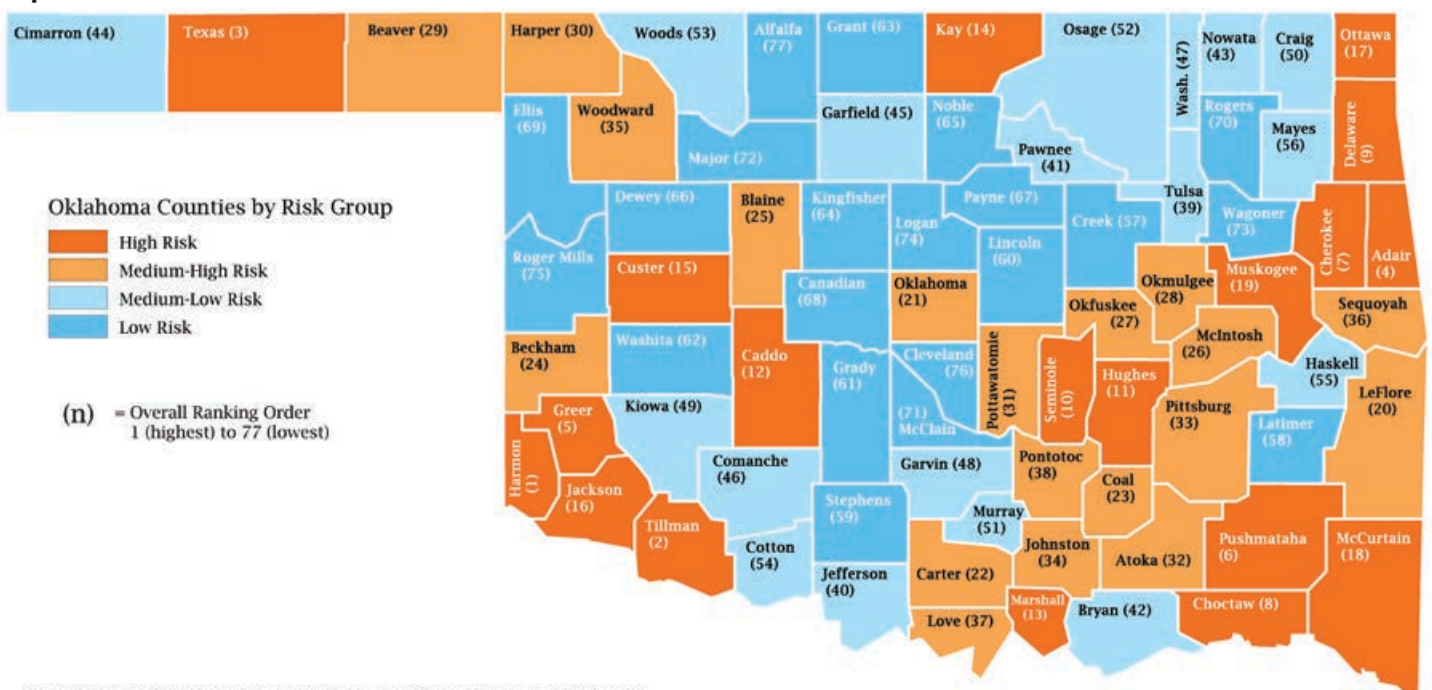 Cimarron (44)
Texas (3)
Beaver (29)
Harper (30)
Woods (53)
Alfalfa
(77)
Grant (63)
Kay (14)
Osage (52)
Wash. (47)
Nowata
(43)
Craig
(50)
Ottawa
(17)
Ellis
(69)
Woodward
(35)
Major (72)
Garfield (45)
Noble
(65)
Pawnee
(41)
Rogers
(70)
Mayes
(56)
Delaware
(9)
Oklahoma Counties by Risk Group
High Risk
Medium-High Risk
Medium-Low Risk
Low Risk
(n) = Overall Ranking Order
1 (highest) to 77 (lowest)
Dewey (66)
Blaine
(25)
Kingfisher
(64)
Logan
(74)
Payne (67)
Creek (57)
Tulsa
(39)
Wagoner
(73)
Cherokee
(7)
Adair
(4)
Roger Mills
(75)
Custer (15)
Canadian
(68)
Oklahoma
(21)
Lincoln
(60)
Okfuskee
(27)
Okmulgee
(28)
Muskogee
(19)
Sequoyah
(36)
Beckham
(24)
Washita (62)
Caddo
(12)
Grady
(61)
Cleveland
(76)
(71)
McClain
Pottawatomie
(31)
Seminole
(10)
Hughes
(11)
McIntosh
(26)
Haskell
(55)
LeFlore
(20)
Greer
(5)
Kiowa (49)
Pittsburg
(33)
Latimer
(58)
Harmon
(1)
Jackson
(16)
Comanche
(46)
Garvin (48)
Pontotoc
(38)
Coal
(23)
Tillman
(2)
Cotton
(54)
Stephens
(59)
Murray
(51)
Johnston
(34)
Atoka (32)
Pushmataha
(6)
McCurtain
(18)
Jefferson
(40)
Carter (22)
Love (37)
Marshall
(13)
Bryan (42)
Choctaw (8)